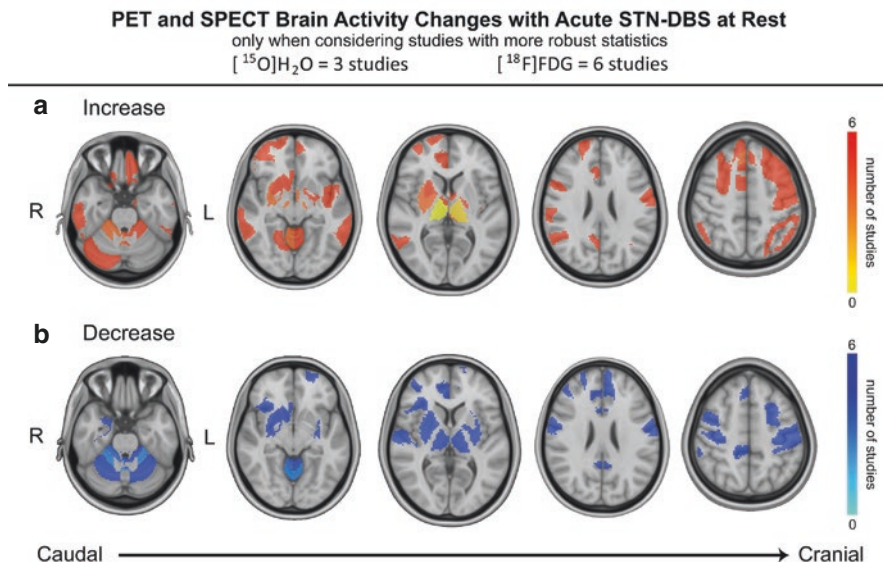 PET and SPECT Brain Activity Changes with Acute STN-DBS at Rest
only when considering studies with more robust statistics
[ ¹⁵O]H₂O = 3 studies [ ¹⁸F]FDG = 6 studies
a Increase
R
L
6
number of studies
0
b Decrease
R
L
6
number of studies
0
Caudal
Cranial